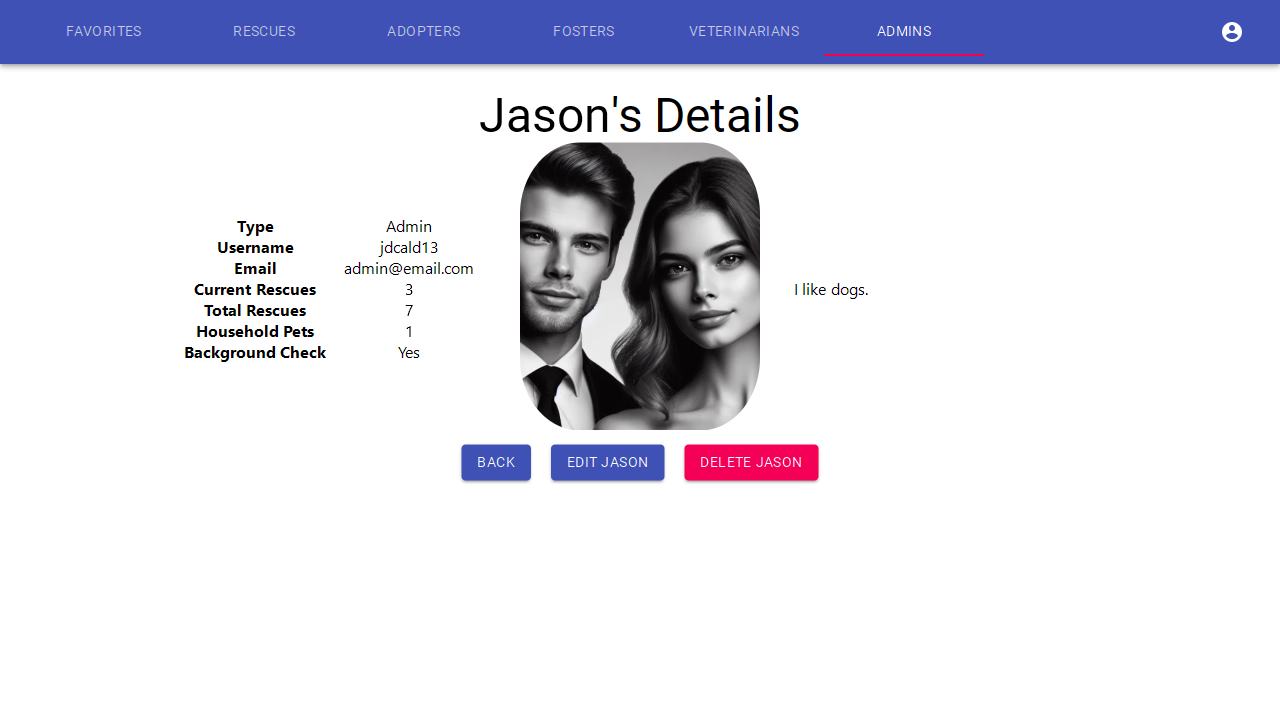 FAVORITES RESCUES ADOPTERS FOSTERS VETERINARIANS ADMINS
Jason's Details
Type Admin
Username jdcald13
Email admin@email.com
Current Rescues 3
Total Rescues 7
Household Pets 1
Background Check Yes
I like dogs.
BACK EDIT JASON DELETE JASON